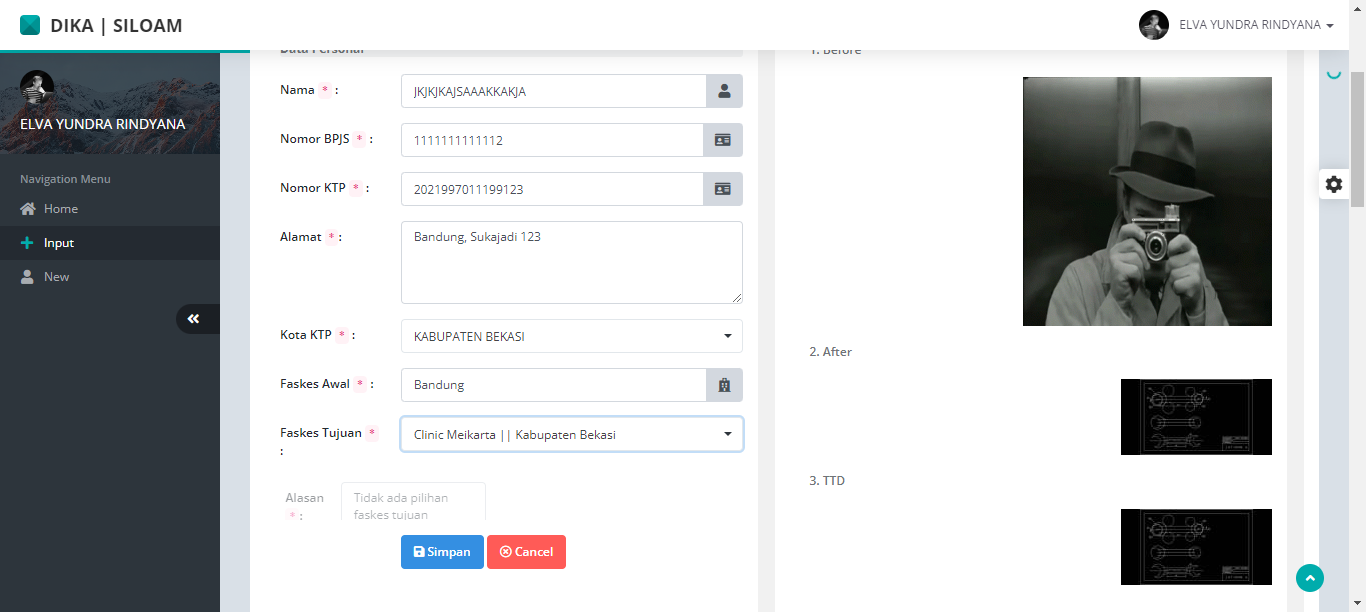 DIKA | SILOAM
ELVA YUNDRA RINDYANA
ELVA YUNDRA RINDYANA
Navigation Menu
Home
Input
New
Data Personal
Nama * :
JKJKJKAJSAAAKKAKJA
Nomor BPJS * :
1111111111112
Nomor KTP * :
2021997011199123
Alamat * :
Bandung, Sukajadi 123
Kota KTP * :
KABUPATEN BEKASI
Faskes Awal * :
Bandung
Faskes Tujuan *
:
Clinic Meikarta || Kabupaten Bekasi
Alasan
* :
Tidak ada pilihan
faskes tujuan
Simpan
Cancel
1. Before
2. After
3. TTD